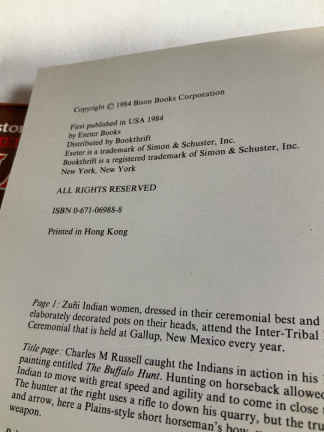 Copyright © 1984 Bison Books Corporation
First published in USA 1984
by Exeter Books
Distributed by Bookthrift
Exeter is a trademark of Simon & Schuster, Inc.
Bookthrift is a registered trademark of Simon & Schuster, Inc.
New York, New York
ALL RIGHTS RESERVED
ISBN 0-671-06988-8
Printed in Hong Kong
Page 1: Zuñi Indian women, dressed in their ceremonial best and
elaborately decorated pots on their heads, attend the Inter-Tribal
Ceremonial that is held at Gallup, New Mexico every year.
Title page: Charles M Russell caught the Indians in action in his
painting entitled The Buffalo Hunt. Hunting on horseback allowed
Indian to move with great speed and agility and to come in close
The hunter at the right uses a rifle to down his quarry, but the
and arrow, here a Plains-style short horseman's
weapon.